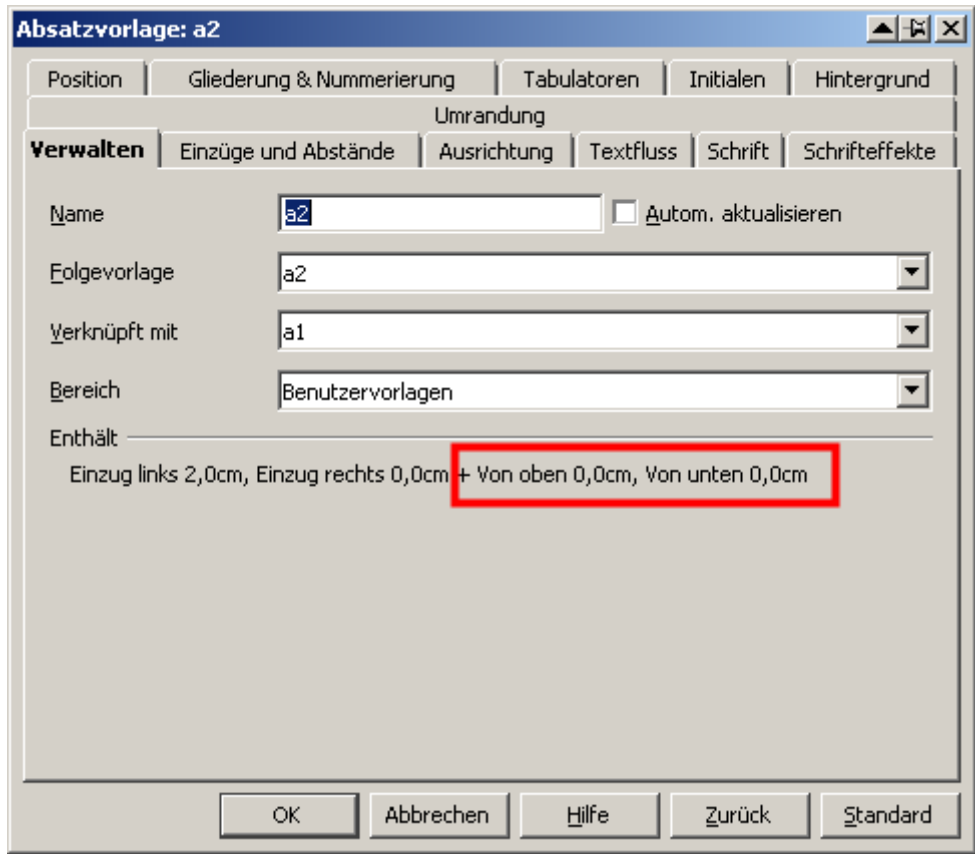 Absatzvorlage: a2
Position Gliederung & Nummerierung Tabulatoren Initialen Hintergrund
Umrandung
Verwalten Einzüge und Abstände Ausrichtung Textfluss Schrift Schrifteffekte
Name a2 Autom. aktualisieren
Folgevorlage a2
Verknüpft mit a1
Bereich Benutzervorlagen
Enthält
Einzug links 2,0cm, Einzug rechts 0,0cm + Von oben 0,0cm, Von unten 0,0cm
OK Abbrechen Hilfe Zurück Standard